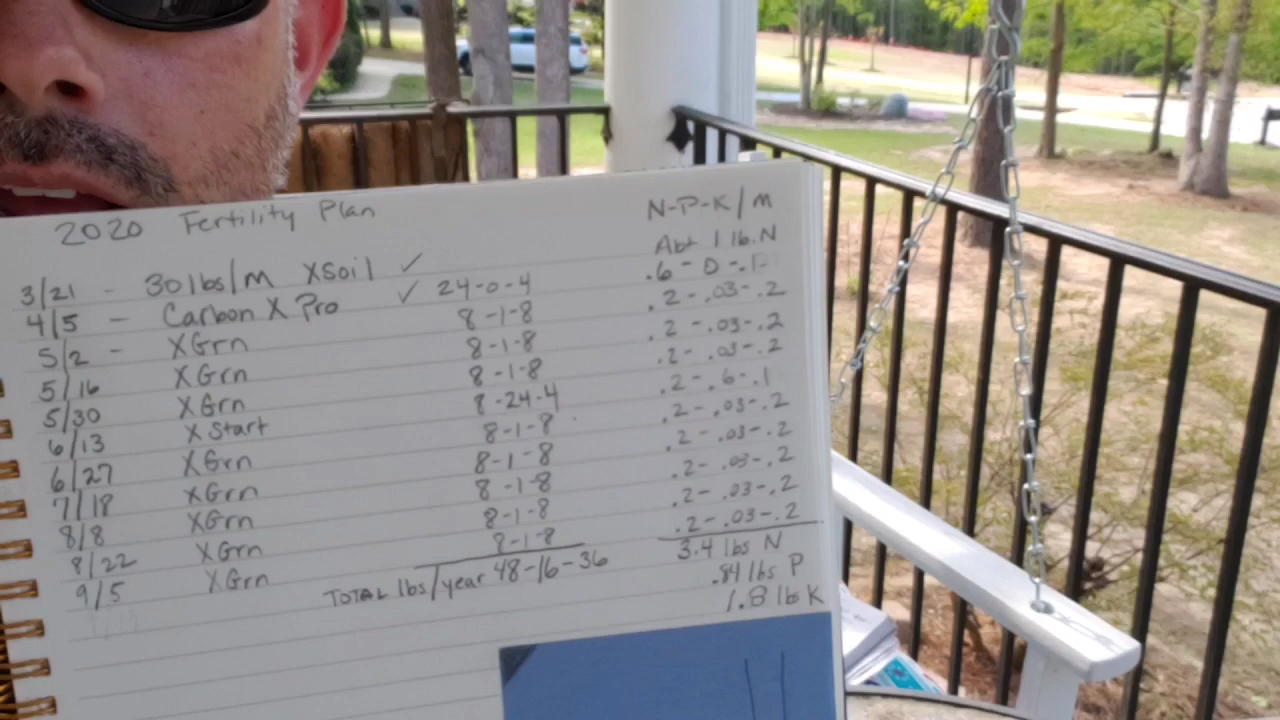 2020 Fertility Plan N-P-K/m
3/21 - 30 lbs/m XSoil ✓ Abt 1 lb. N
4/5 - Carbon X Pro ✓ 24-0-4 .6-0-.1
5/2 - XGrn 8-1-8 .2-.03-.2
5/16 XGrn 8-1-8 .2-.03-.2
5/30 XGrn 8-1-8 .2-.03-.2
6/13 X Start 8-24-4 .2-.6-.1
6/27 XGrn 8-1-8 .2-.03-.2
7/18 XGrn 8-1-8 .2-.03-.2
8/8 XGrn 8-1-8 .2-.03-.2
8/22 XGrn 8-1-8 .2-.03-.2
9/5 XGrn 8-1-8 .2-.03-.2
TOTAL lbs/year 48-16-36 3.4 lbs N
.84 lbs P
1.8 lbs K